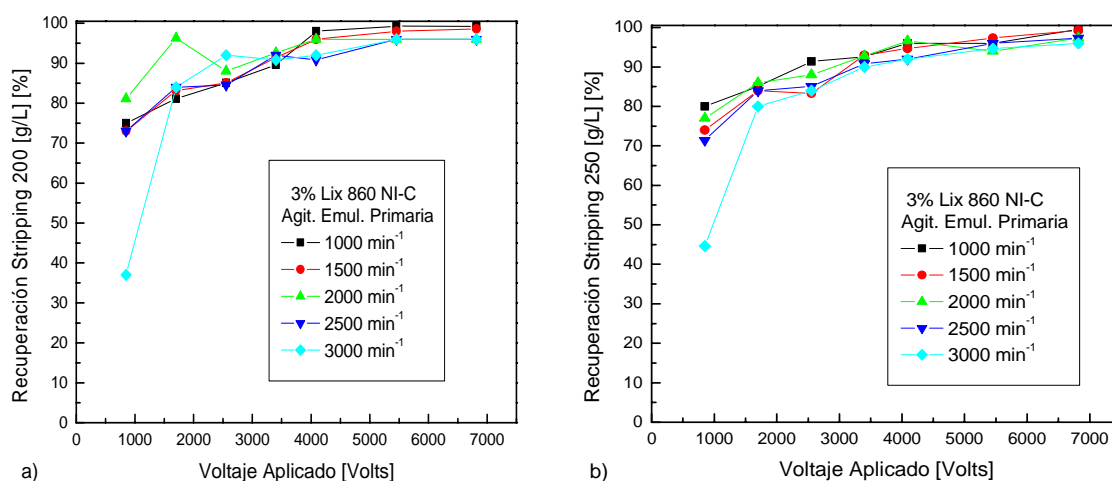 100
90
80
70
60
50
40
30
20
10
0
Recuperación Stripping 200 [g/L] [%]
3% Lix 860 NI-C
Agit. Emul. Primaria
1000 min⁻¹
1500 min⁻¹
2000 min⁻¹
2500 min⁻¹
3000 min⁻¹
0 1000 2000 3000 4000 5000 6000 7000
Voltaje Aplicado [Volts]
a)
100
90
80
70
60
50
40
30
20
10
0
Recuperación Stripping 250 [g/L] [%]
3% Lix 860 NI-C
Agit. Emul. Primaria
1000 min⁻¹
1500 min⁻¹
2000 min⁻¹
2500 min⁻¹
3000 min⁻¹
0 1000 2000 3000 4000 5000 6000 7000
Voltaje Aplicado [Volts]
b)